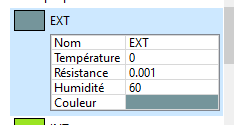 EXT
Nom EXT
Température 0
Résistance 0.001
Humidité 60
Couleur